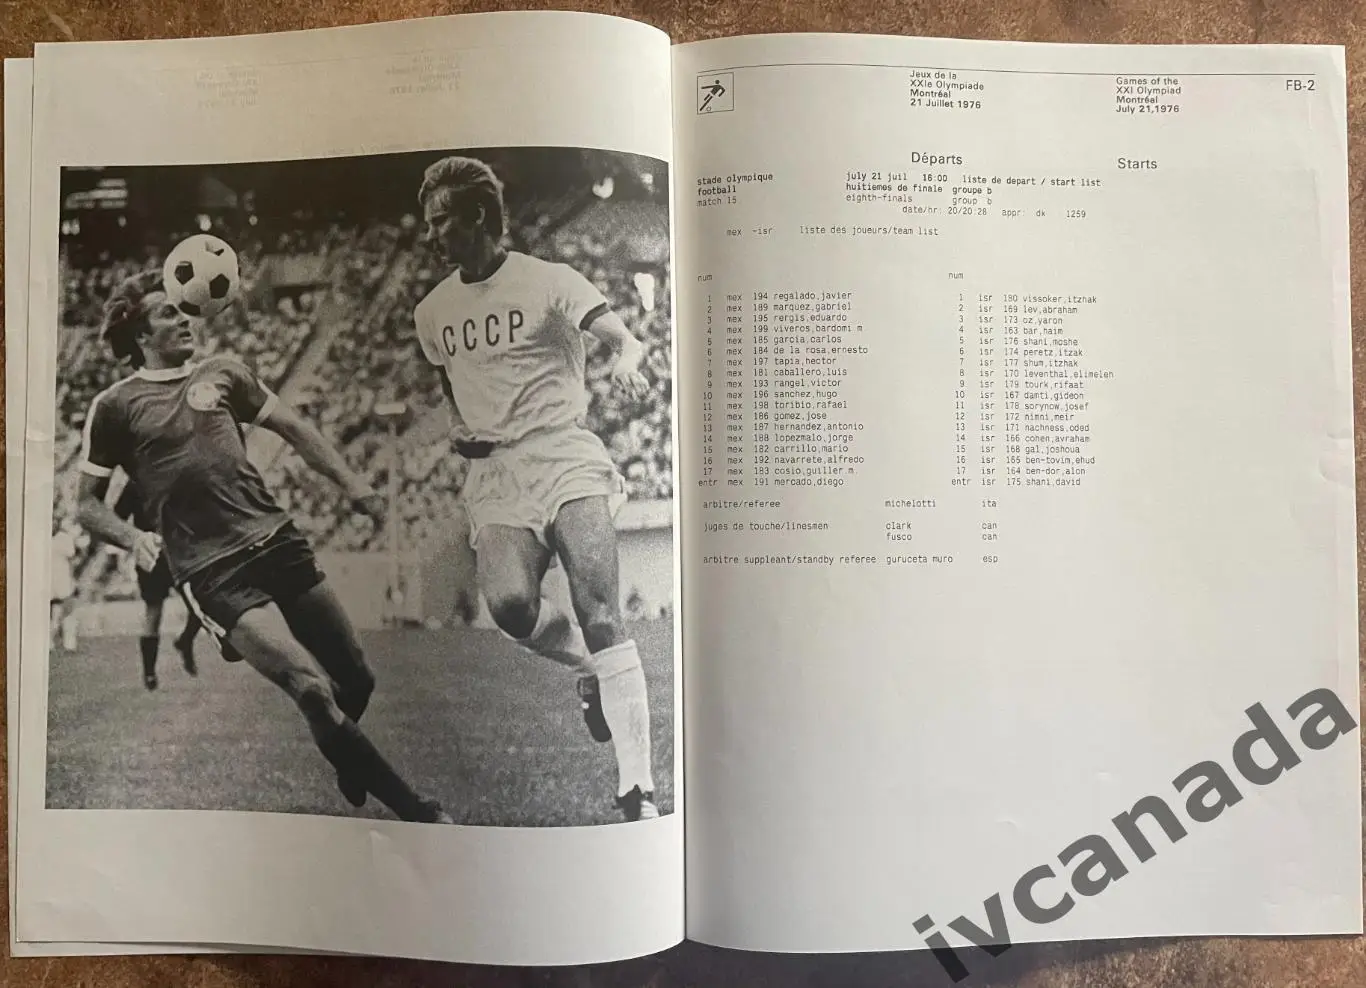 CCCP
Jeux de la
XXIe Olympiade
Montréal
21 Juillet 1976
Games of the
XXI Olympiad
Montréal
July 21,1976
FB-2
Départs
Starts
stade olympique july 21 juil 16:00 liste de depart / start list
football huitiemes de finale groupe b
match 15 eighth-finals group b
date/hr: 20/20:28 appr: dk 1259
mex -isr liste des joueurs/team list
num num
1 mex 194 regalado,javier 1 isr 180 vissoker,itzhak
2 mex 189 marquez,gabriel 2 isr 169 lev,abraham
3 mex 195 rergis,eduardo 3 isr 173 oz,yaron
4 mex 199 viveros,bardomi m. 4 isr 163 bar,haim
5 mex 185 garcia,carlos 5 isr 176 shani,moshe
6 mex 184 de la rosa,ernesto 6 isr 174 peretz,itzak
7 mex 197 tapia,hector 7 isr 177 shum,itzhak
8 mex 181 caballero,luis 8 isr 170 leventhal,elimelen
9 mex 193 rangel,victor 9 isr 179 tourk,rifaat
10 mex 196 sanchez,hugo 10 isr 167 damti,gideon
11 mex 198 toribio,rafael 11 isr 178 sorynow,josef
12 mex 186 gomez,jose 12 isr 172 nimni,meir
13 mex 187 hernandez,antonio 13 isr 171 nachness,oded
14 mex 188 lopezmalo,jorge 14 isr 166 cohen,avraham
15 mex 182 carrillo,mario 15 isr 168 gal,joshoua
16 mex 192 navarrete,alfredo 16 isr 165 ben-tovim,ehud
17 mex 183 cosio,guiller m. 17 isr 164 ben-dor,alon
entr mex 191 mercado,diego entr isr 175 shani,david
arbitre/referee michelotti ita
juges de touche/linesmen clark can
fusco can
arbitre suppleant/standby referee guruceta muro esp
ivcanada